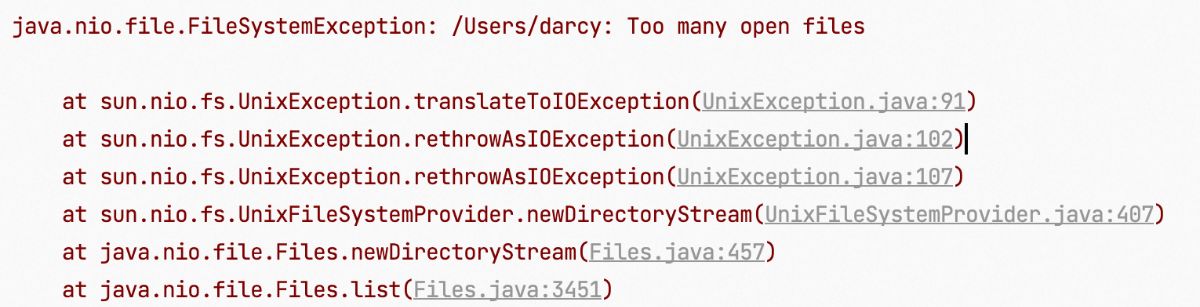 java.nio.file.FileSystemException: /Users/darcy: Too many open files
at sun.nio.fs.UnixException.translateToIOException(UnixException.java:91)
at sun.nio.fs.UnixException.rethrowAsIOException(UnixException.java:102)
at sun.nio.fs.UnixException.rethrowAsIOException(UnixException.java:107)
at sun.nio.fs.UnixFileSystemProvider.newDirectoryStream(UnixFileSystemProvider.java:407)
at java.nio.file.Files.newDirectoryStream(Files.java:457)
at java.nio.file.Files.list(Files.java:3451)